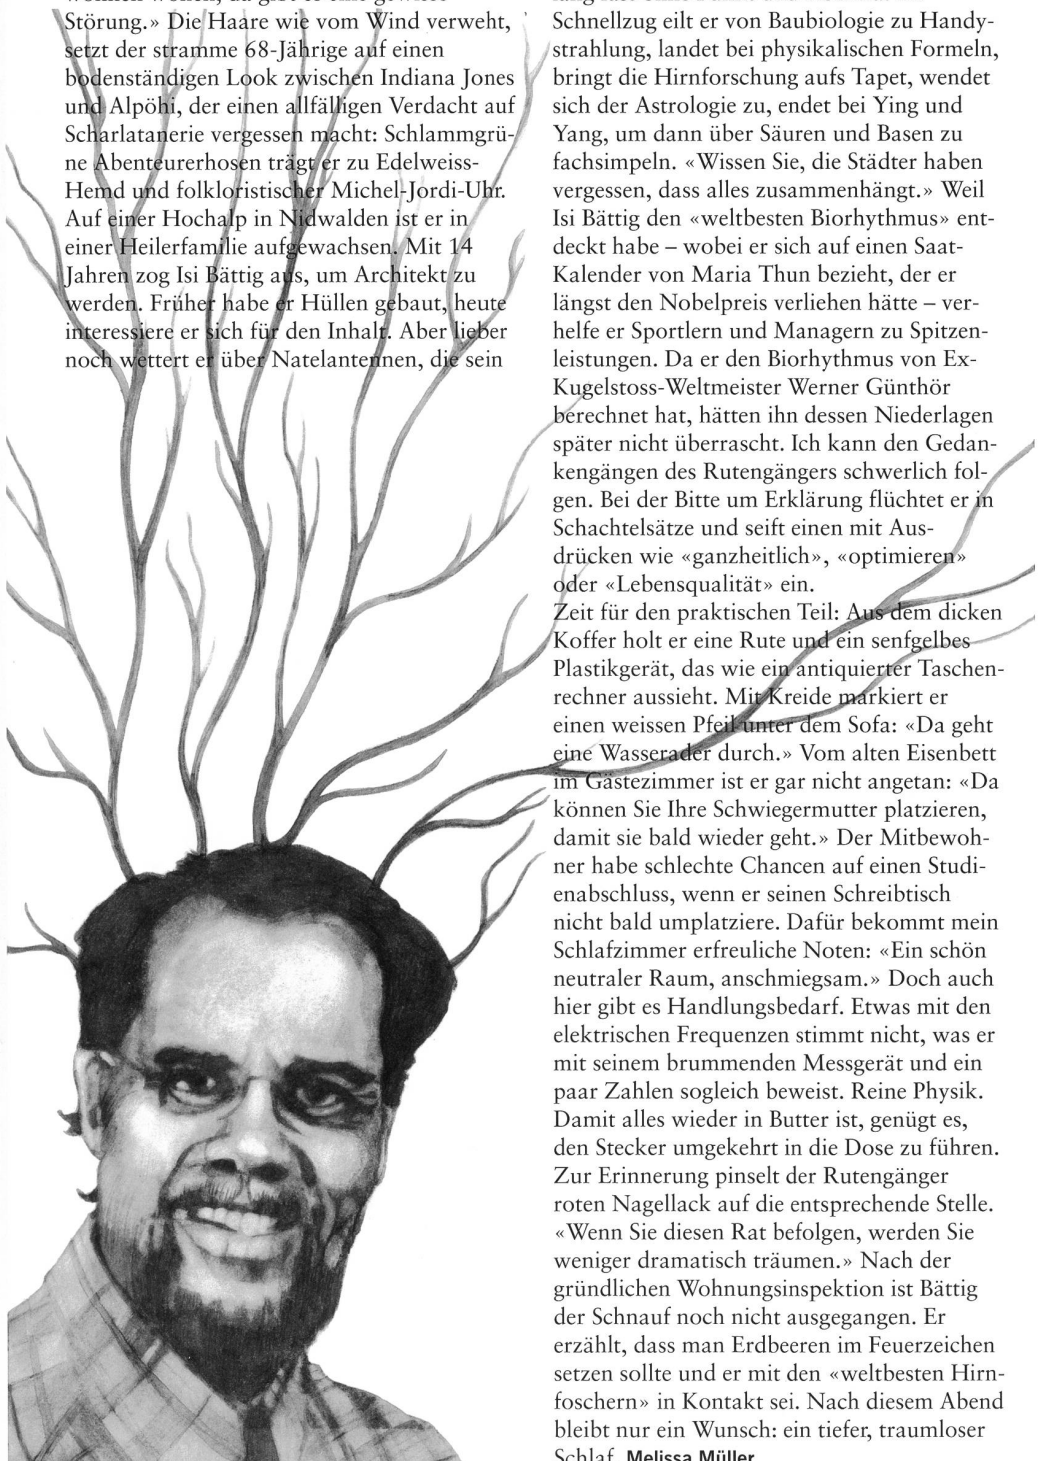 Störung.» Die Haare wie vom Wind verweht,
setzt der stramme 68-Jährige auf einen
bodenständigen Look zwischen Indiana Jones
und Alpöhi, der einen allfälligen Verdacht auf
Scharlatanerie vergessen macht: Schlammgrü-
ne Abenteurerhosen trägt er zu Edelweiss-
Hemd und folkloristischer Michel-Jordi-Uhr.
Auf einer Hochalp in Nidwalden ist er in
einer Heilerfamilie aufgewachsen. Mit 14
Jahren zog Isi Bättig aus, um Architekt zu
werden. Früher habe er Hüllen gebaut, heute
interessiere er sich für den Inhalt. Aber lieber
noch wettert er über Natelantennen, die sein
Schnellzug eilt er von Baubiologie zu Handy-
strahlung, landet bei physikalischen Formeln,
bringt die Hirnforschung aufs Tapet, wendet
sich der Astrologie zu, endet bei Ying und
Yang, um dann über Säuren und Basen zu
fachsimpeln. «Wissen Sie, die Städter haben
vergessen, dass alles zusammenhängt.» Weil
Isi Bättig den «weltbesten Biorhythmus» ent-
deckt habe – wobei er sich auf einen Saat-
Kalender von Maria Thun bezieht, der er
längst den Nobelpreis verliehen hätte – ver-
helfe er Sportlern und Managern zu Spitzen-
leistungen. Da er den Biorhythmus von Ex-
Kugelstoss-Weltmeister Werner Günthör
berechnet hat, hätten ihn dessen Niederlagen
später nicht überrascht. Ich kann den Gedan-
kengängen des Rutengängers schwerlich fol-
gen. Bei der Bitte um Erklärung flüchtet er in
Schachtelsätze und seift einen mit Aus-
drücken wie «ganzheitlich», «optimieren»
oder «Lebensqualität» ein.
Zeit für den praktischen Teil: Aus dem dicken
Koffer holt er eine Rute und ein senfgelbes
Plastikgerät, das wie ein antiquierter Taschen-
rechner aussieht. Mit Kreide markiert er
einen weissen Pfeil unter dem Sofa: «Da geht
eine Wasserader durch.» Vom alten Eisenbett
im Gästezimmer ist er gar nicht angetan: «Da
können Sie Ihre Schwiegermutter platzieren,
damit sie bald wieder geht.» Der Mitbewoh-
ner habe schlechte Chancen auf einen Studi-
enabschluss, wenn er seinen Schreibtisch
nicht bald umplatziere. Dafür bekommt mein
Schlafzimmer erfreuliche Noten: «Ein schön
neutraler Raum, anschmiegsam.» Doch auch
hier gibt es Handlungsbedarf. Etwas mit den
elektrischen Frequenzen stimmt nicht, was er
mit seinem brummenden Messgerät und ein
paar Zahlen sogleich beweist. Reine Physik.
Damit alles wieder in Butter ist, genügt es,
den Stecker umgekehrt in die Dose zu führen.
Zur Erinnerung pinselt der Rutengänger
roten Nagellack auf die entsprechende Stelle.
«Wenn Sie diesen Rat befolgen, werden Sie
weniger dramatisch träumen.» Nach der
gründlichen Wohnungsinspektion ist Bättig
der Schnauf noch nicht ausgegangen. Er
erzählt, dass man Erdbeeren im Feuerzeichen
setzen sollte und er mit den «weltbesten Hirn-
foschern» in Kontakt sei. Nach diesem Abend
bleibt nur ein Wunsch: ein tiefer, traumloser
Schlaf. Melissa Müller